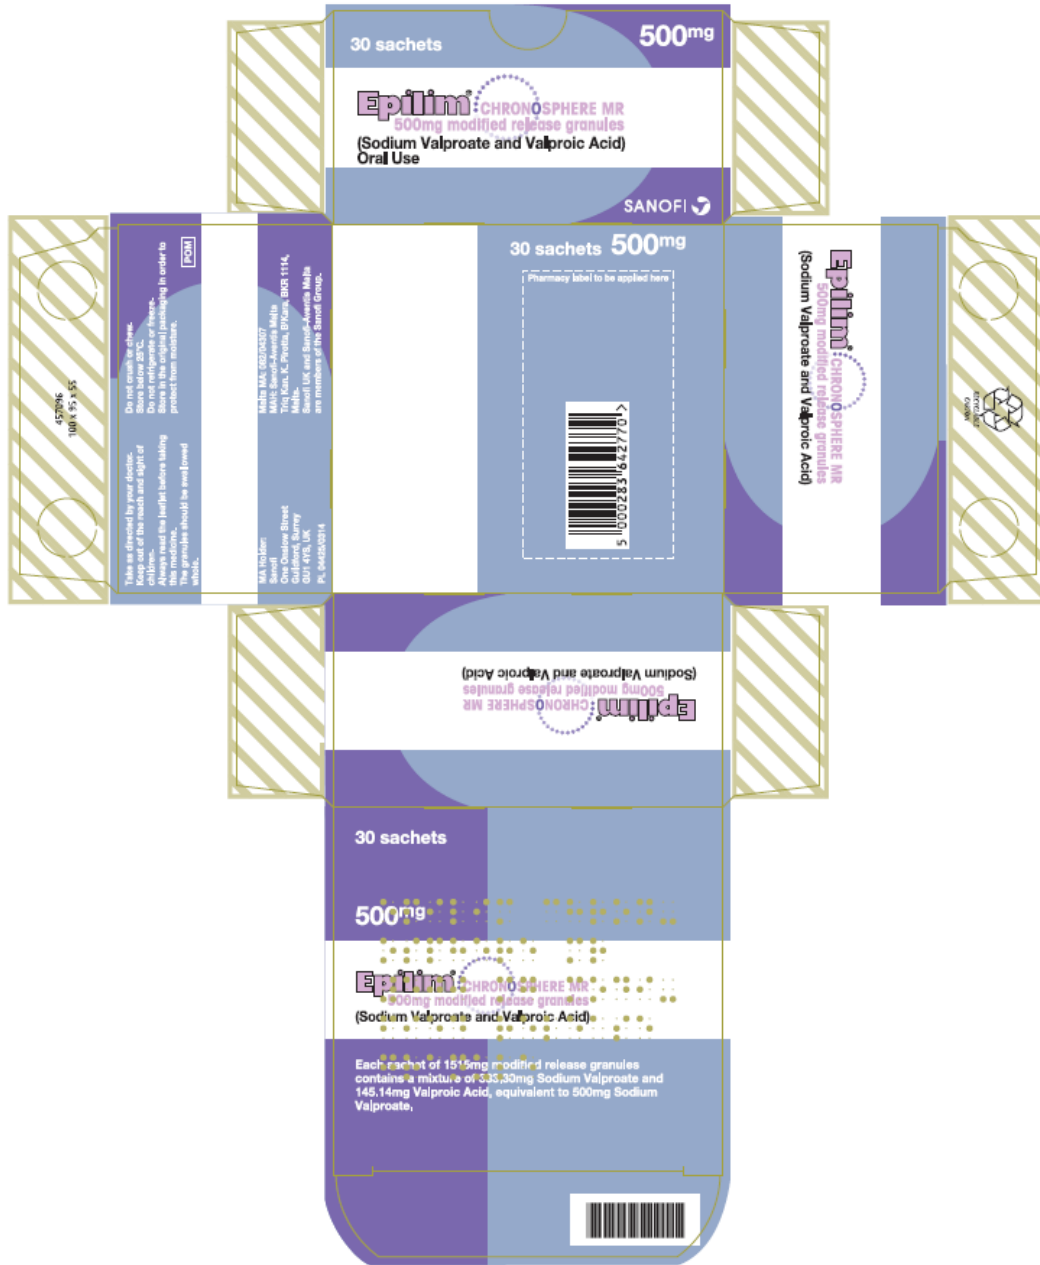 30 sachets
500mg
Epilim®
CHRONOSPHERE MR
500mg modified release granules
(Sodium Valproate and Valproic Acid)
Oral Use
SANOFI
30 sachets 500mg
Pharmacy label to be applied here
5 000283 642770 >
Epilim®
CHRONOSPHERE MR
500mg modified release granules
(Sodium Valproate and Valproic Acid)
RECYCLABLE
CARTON
457096
100 x 95 x 55
Take as directed by your doctor.
Keep out of the reach and sight of
children.
Always read the leaflet before taking
this medicine.
The granules should be swallowed
whole.
Do not crush or chew.
Store below 25°C.
Do not refrigerate or freeze.
Store in the original packaging in order to
protect from moisture.
POM
MA Holder:
Sanofi
One Onslow Street
Guildford, Surrey
GU1 4YS, UK
PL 04425/0314
Malta MA: 082/04307
MAH: Sanofi-Aventis Malta
Triq Kan. K. Pirotta, B'Kara, BKR 1114,
Malta.
Sanofi UK and Sanofi-Aventis Malta
are members of the Sanofi Group.
Epilim®
CHRONOSPHERE MR
500mg modified release granules
(Sodium Valproate and Valproic Acid)
30 sachets
500mg
Epilim®
CHRONOSPHERE MR
500mg modified release granules
(Sodium Valproate and Valproic Acid)
Each sachet of 1515mg modified release granules
contains a mixture of 333.30mg Sodium Valproate and
145.14mg Valproic Acid, equivalent to 500mg Sodium
Valproate.